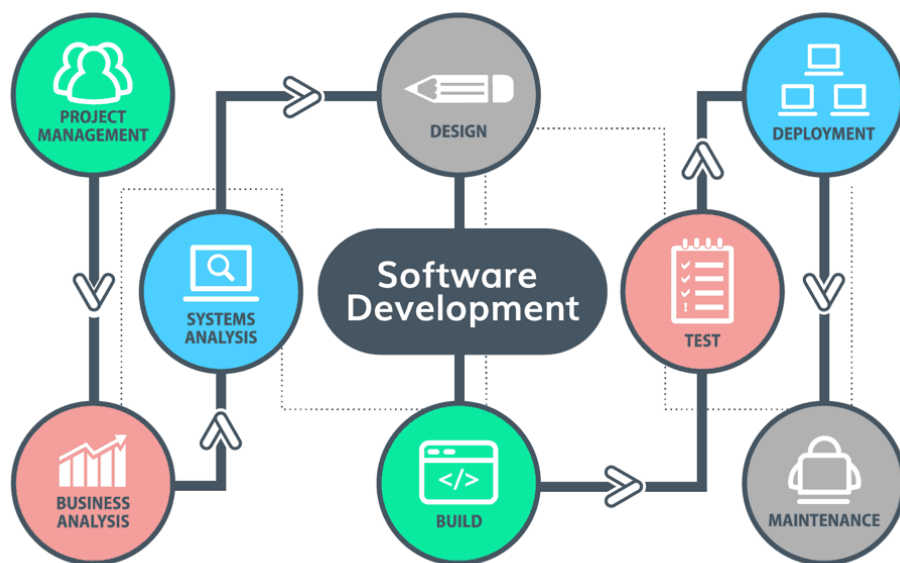 PROJECT
MANAGEMENT
BUSINESS
ANALYSIS
SYSTEMS
ANALYSIS
DESIGN
Software
Development
</>
BUILD
TEST
DEPLOYMENT
MAINTENANCE